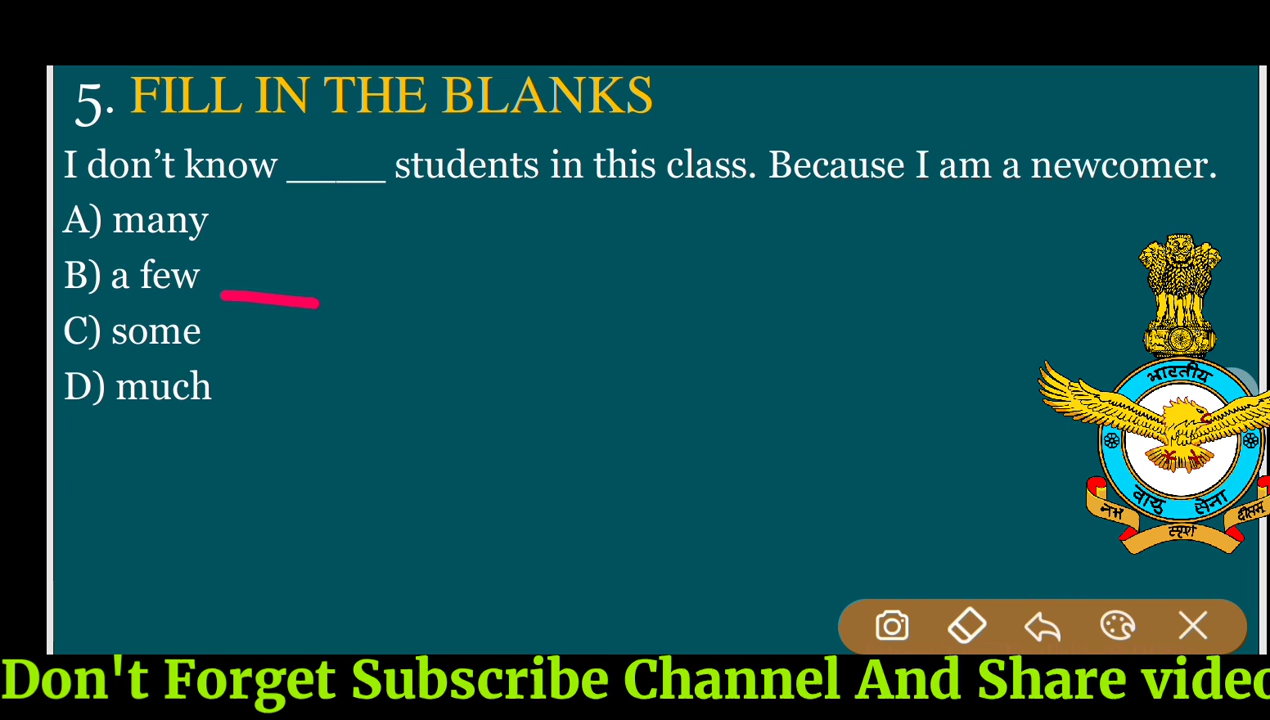 5. FILL IN THE BLANKS
I don't know ____ students in this class. Because I am a newcomer.
A) many
B) a few
C) some
D) much
भारतीय
वायु सेना
नभः स्पृशं दीप्तम्
Don't Forget Subscribe Channel And Share video